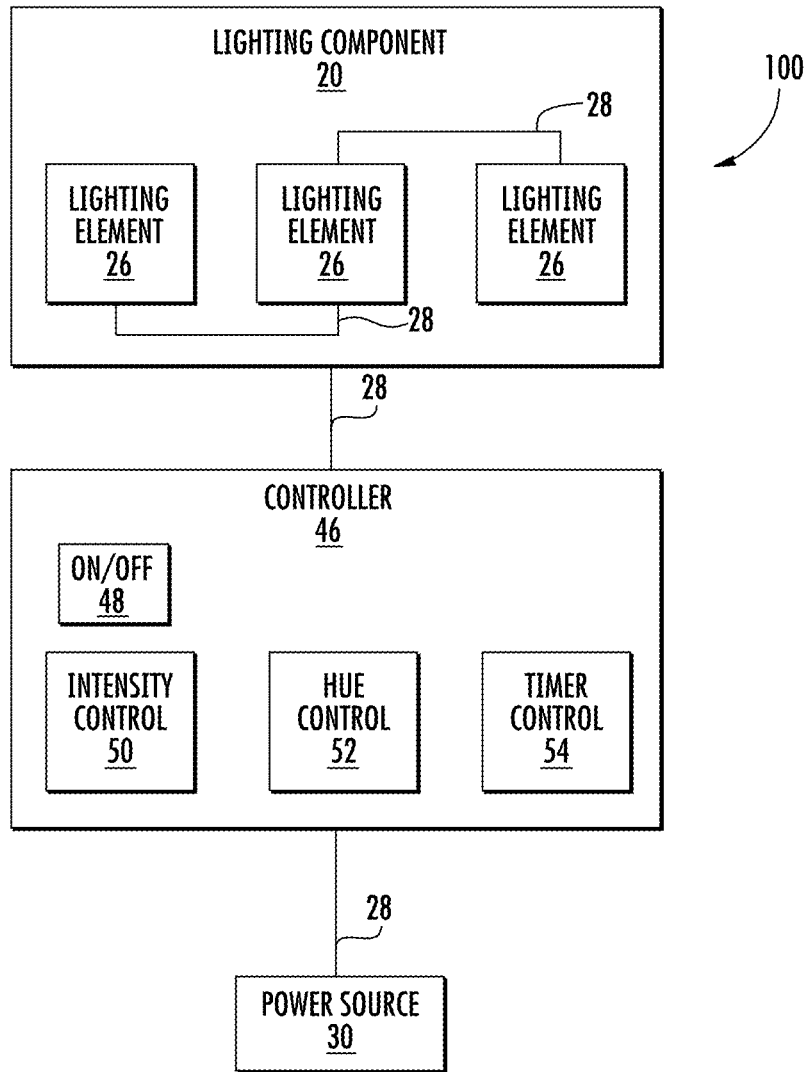 LIGHTING COMPONENT
20
100
28
LIGHTING
ELEMENT
26
LIGHTING
ELEMENT
26
LIGHTING
ELEMENT
26
28
28
CONTROLLER
46
ON/OFF
48
INTENSITY
CONTROL
50
HUE
CONTROL
52
TIMER
CONTROL
54
28
POWER SOURCE
30